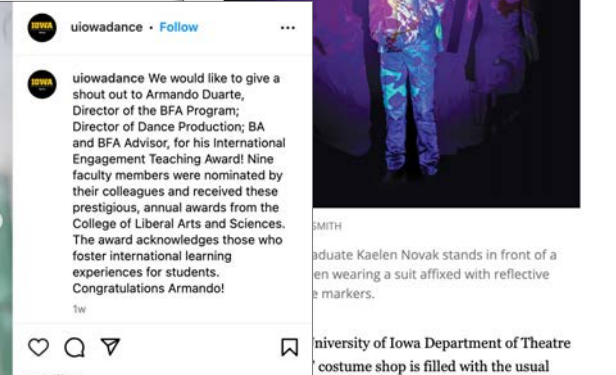 uiowadance • Follow
IOWA
uiowadance We would like to give a
shout out to Armando Duarte,
Director of the BFA Program;
Director of Dance Production; BA
and BFA Advisor, for his International
Engagement Teaching Award! Nine
faculty members were nominated by
their colleagues and received these
prestigious, annual awards from the
College of Liberal Arts and Sciences.
The award acknowledges those who
foster international learning
experiences for students.
Congratulations Armando!
1w
SMITH
Kaelen Novak stands in front of a
wearing a suit affixed with reflective
markers.
University of Iowa Department of Theatre
costume shop is filled with the usual